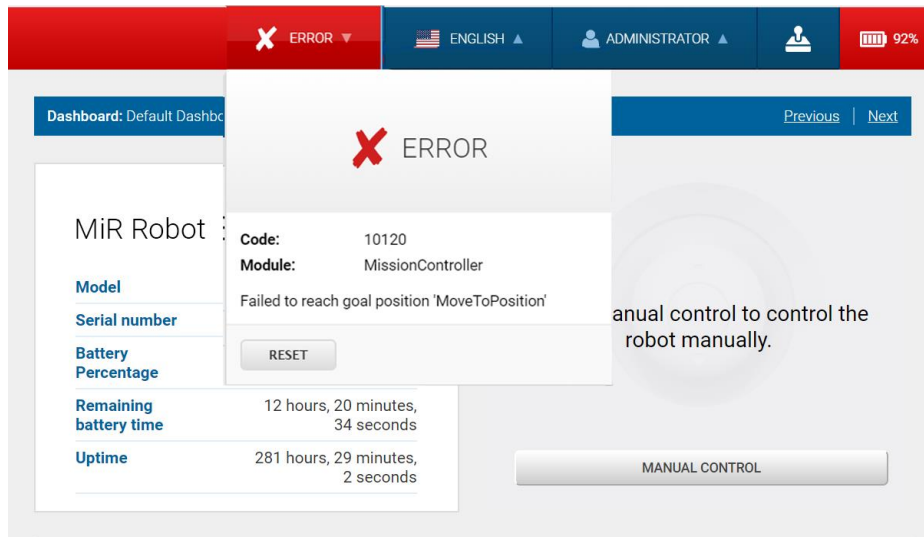 ERROR
ENGLISH
ADMINISTRATOR
92%
Dashboard: Default
Previous | Next
ERROR
MiR Robot
Code: 10120
Module: MissionController
Failed to reach goal position 'MoveToPosition'
RESET
Model
Serial number
Battery
Percentage
Remaining
battery time
12 hours, 20 minutes,
34 seconds
Uptime
281 hours, 29 minutes,
2 seconds
control to control the
robot manually.
MANUAL CONTROL